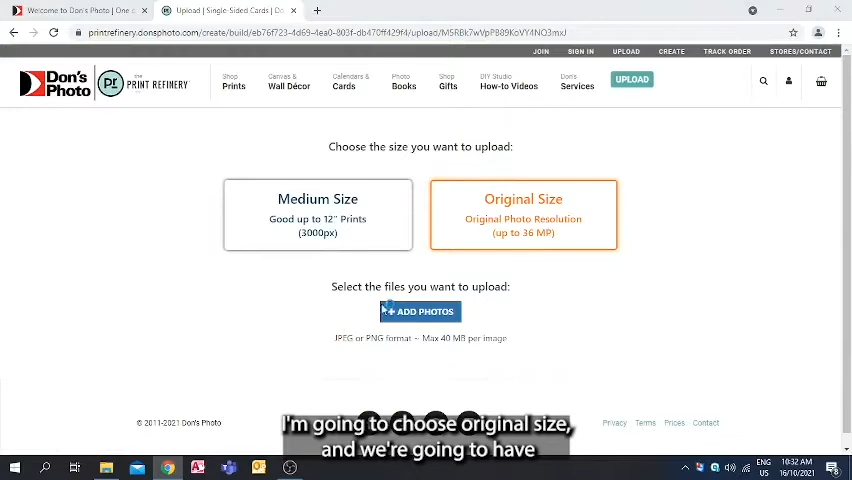 Welcome to Don's Photo | One c
Upload | Single-Sided Cards | Do
printrefinery.donsphoto.com/create/build/eb76f723-4d69-4ea0-803f-db470ff429f4/upload/M5RBk7wVpPB89KoVY4NQ3mxJ
JOIN
SIGN IN
UPLOAD
CREATE
TRACK ORDER
STORES/CONTACT
Don's Photo
pr
the PRINT REFINERY
Shop Prints
Canvas & Wall Décor
Calendars & Cards
Photo Books
Shop Gifts
DIY Studio How-to Videos
Don's Services
UPLOAD
Choose the size you want to upload:
Medium Size
Good up to 12" Prints
(3000px)
Original Size
Original Photo Resolution
(up to 36 MP)
Select the files you want to upload:
+ ADD PHOTOS
JPEG or PNG format ~ Max 40 MB per image
© 2011-2021 Don's Photo
Privacy
Terms
Prices
Contact
I'm going to choose original size,
and we're going to have
ENG
US
10:32 AM
16/10/2021
8